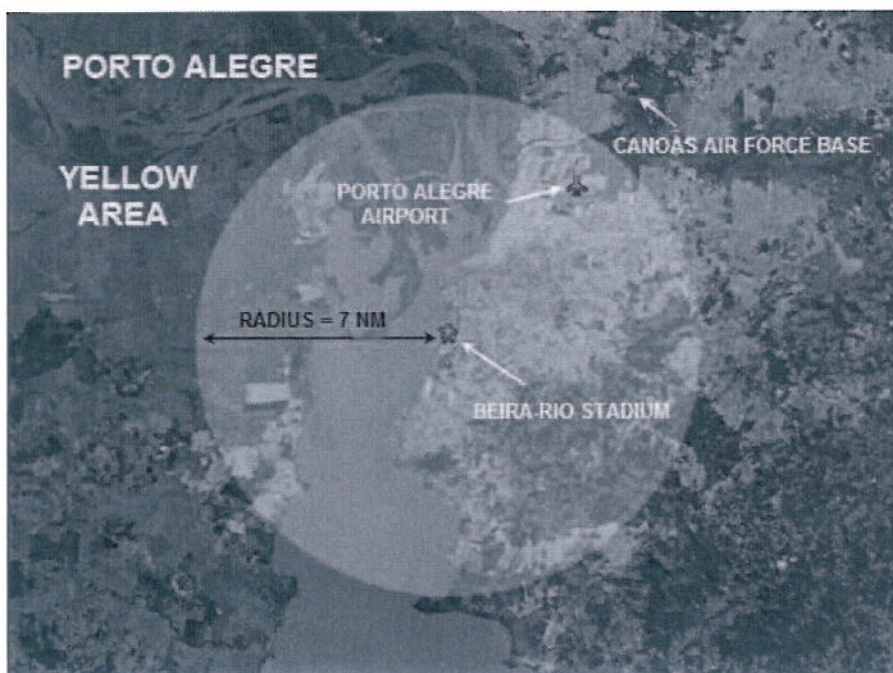 PORTO ALEGRE
CANOAS AIR FORCE BASE
YELLOW
AREA
PORTO ALEGRE
AIRPORT
RADIUS = 7 NM
BEIRA-RIO STADIUM